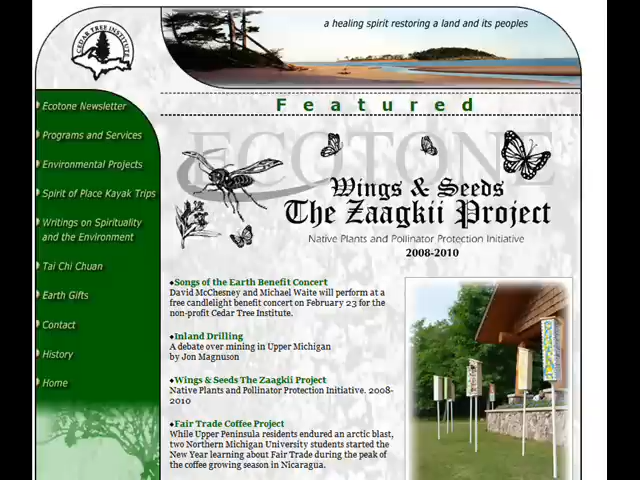 CEDAR TREE INSTITUTE
a healing spirit restoring a land and its peoples
Featured
Ecotone Newsletter
Programs and Services
Environmental Projects
Spirit of Place Kayak Trips
Writings on Spirituality
and the Environment
Tai Chi Chuan
Earth Gifts
Contact
History
Home
ECOTONE
Wings & Seeds
The Zaagkii Project
Native Plants and Pollinator Protection Initiative
2008-2010
Songs of the Earth Benefit Concert
David McChesney and Michael Waite will perform at a
free candlelight benefit concert on February 23 for the
non-profit Cedar Tree Institute.
Inland Drilling
A debate over mining in Upper Michigan
by Jon Magnuson
Wings & Seeds The Zaagkii Project
Native Plants and Pollinator Protection Initiative. 2008-
2010
Fair Trade Coffee Project
While Upper Peninsula residents endured an arctic blast,
two Northern Michigan University students started the
New Year learning about Fair Trade during the peak of
the coffee growing season in Nicaragua.